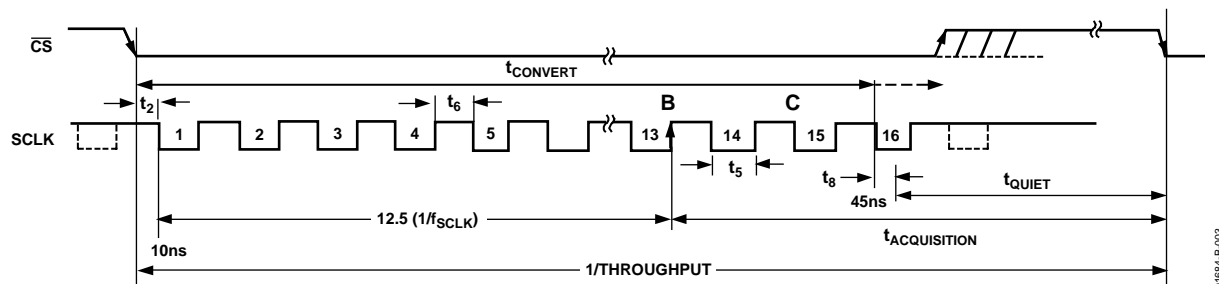 CS
tCONVERT
t2
t6
B
C
SCLK
1
2
3
4
5
13
14
15
16
t5
t8
tQUIET
45ns
12.5 (1/fSCLK)
tACQUISITION
10ns
1/THROUGHPUT